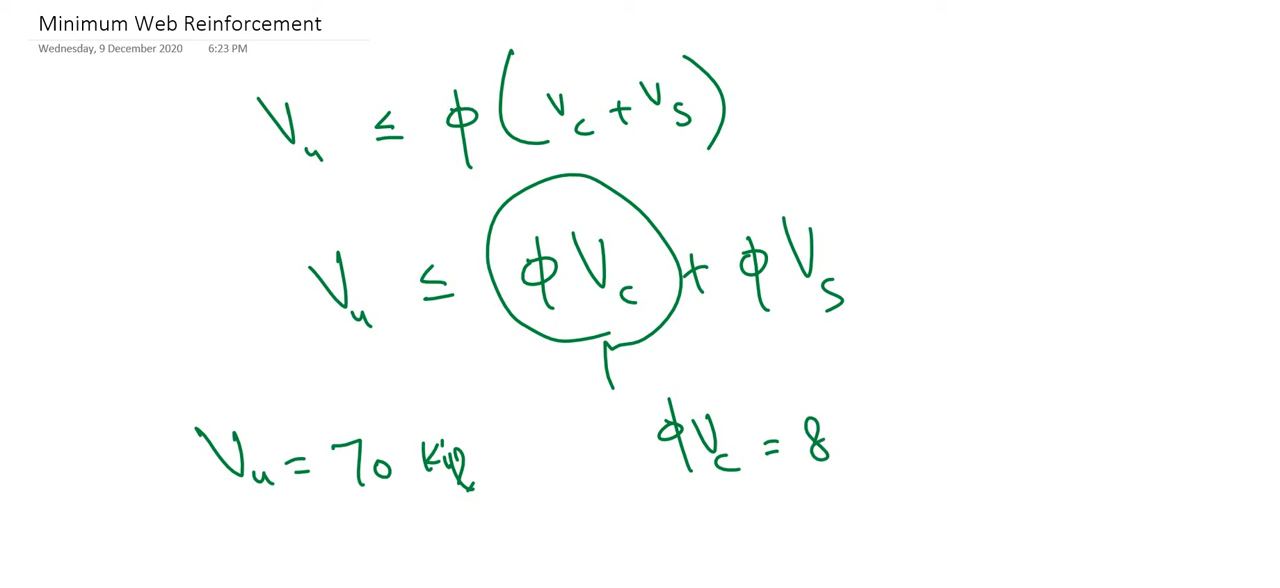 Minimum Web Reinforcement
Wednesday, 9 December 2020 6:23 PM
Vu ≤ ϕ(Vc + Vs)
Vu ≤ ϕVc + ϕVs
Vu = 70 Kip ϕVc = 8